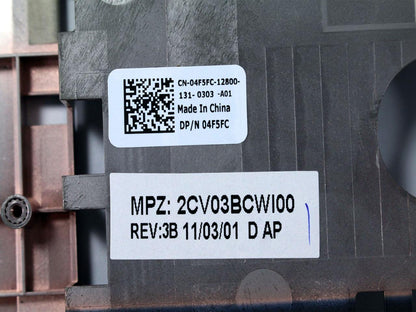 CN-04F5FC-12800-
131- 0303 -A01
Made In China
DP/N 04F5FC
MPZ: 2CV03BCWI00
REV:3B 11/03/01 D AP